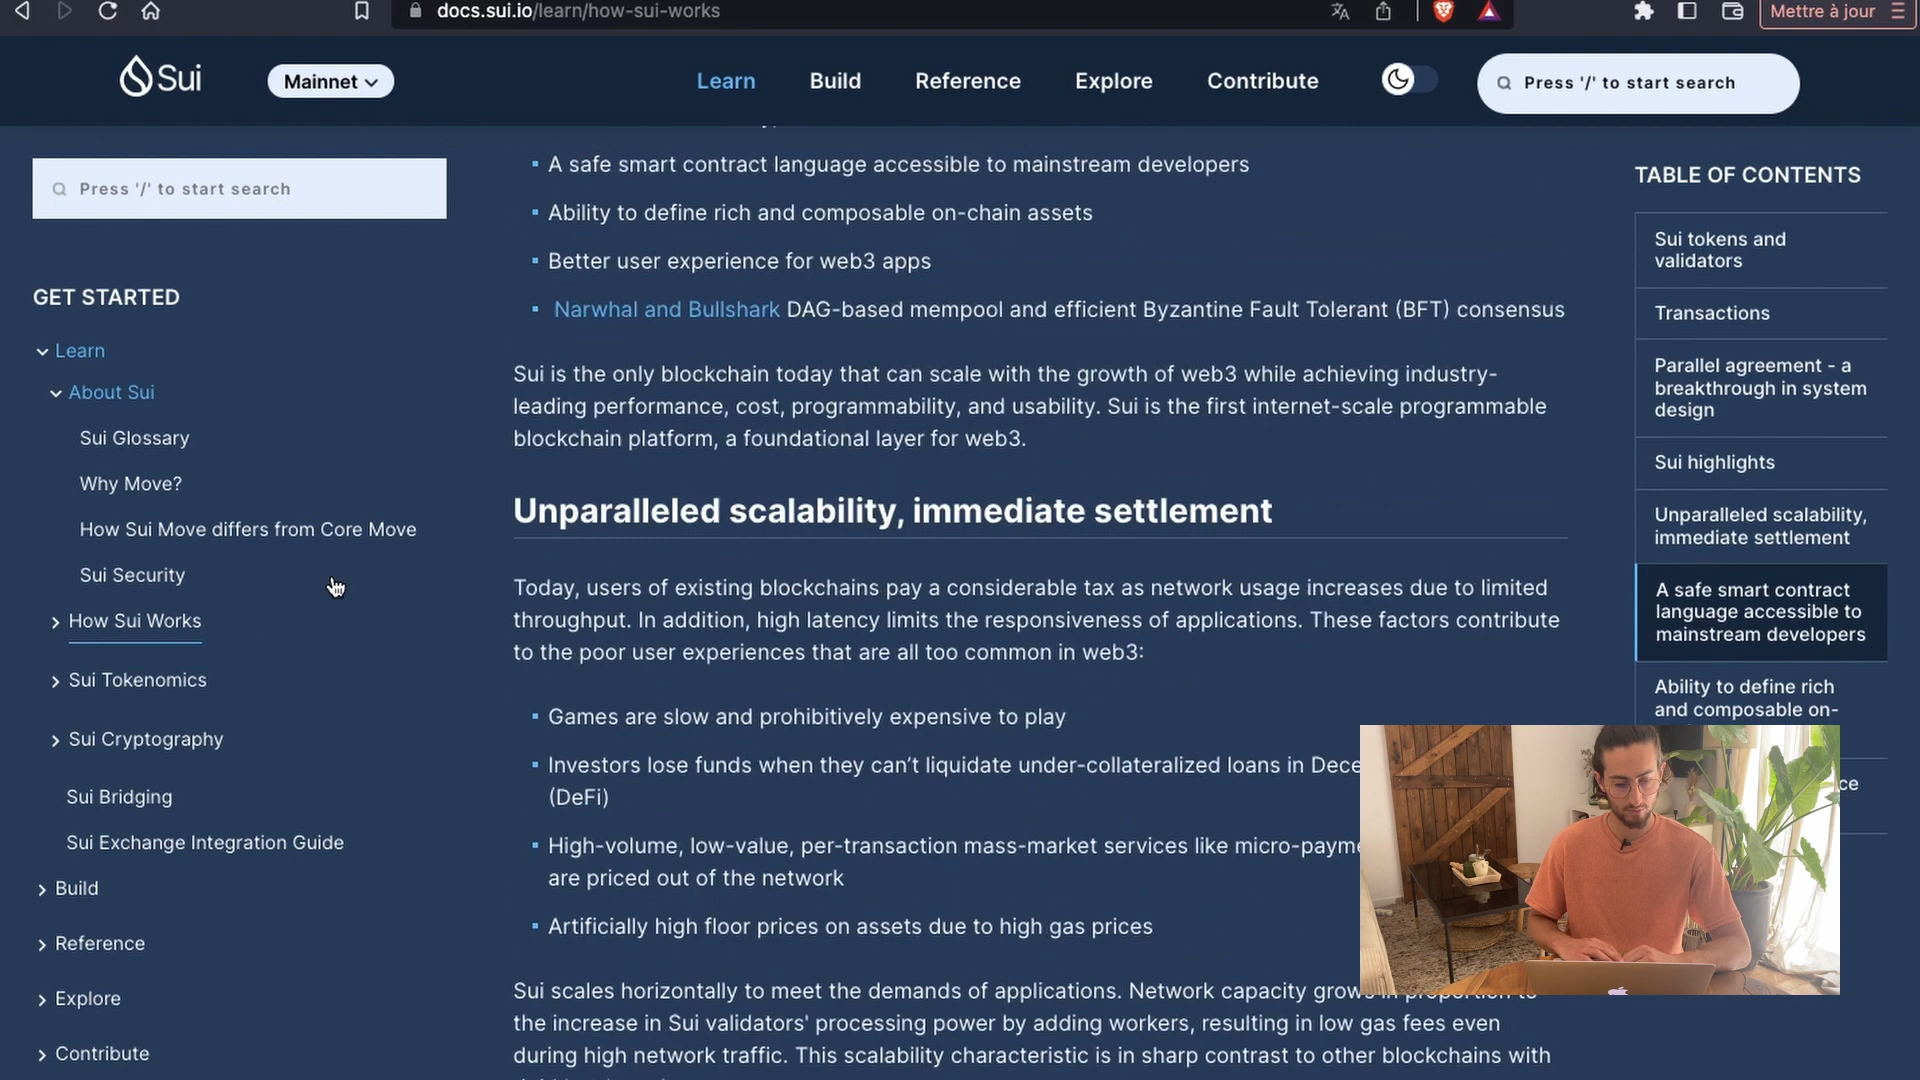 docs.sui.io/learn/how-sui-works
Mettre à jour
Sui
Mainnet
Learn
Build
Reference
Explore
Contribute
Press '/' to start search
Press '/' to start search
GET STARTED
Learn
About Sui
Sui Glossary
Why Move?
How Sui Move differs from Core Move
Sui Security
How Sui Works
Sui Tokenomics
Sui Cryptography
Sui Bridging
Sui Exchange Integration Guide
Build
Reference
Explore
Contribute
A safe smart contract language accessible to mainstream developers
Ability to define rich and composable on-chain assets
Better user experience for web3 apps
Narwhal and Bullshark DAG-based mempool and efficient Byzantine Fault Tolerant (BFT) consensus
Sui is the only blockchain today that can scale with the growth of web3 while achieving industry-
leading performance, cost, programmability, and usability. Sui is the first internet-scale programmable
blockchain platform, a foundational layer for web3.
Unparalleled scalability, immediate settlement
Today, users of existing blockchains pay a considerable tax as network usage increases due to limited
throughput. In addition, high latency limits the responsiveness of applications. These factors contribute
to the poor user experiences that are all too common in web3:
Games are slow and prohibitively expensive to play
Investors lose funds when they can’t liquidate under-collateralized loans in Dece
(DeFi)
High-volume, low-value, per-transaction mass-market services like micro-payme
are priced out of the network
Artificially high floor prices on assets due to high gas prices
Sui scales horizontally to meet the demands of applications. Network capacity grows in proportion to
the increase in Sui validators' processing power by adding workers, resulting in low gas fees even
during high network traffic. This scalability characteristic is in sharp contrast to other blockchains with
TABLE OF CONTENTS
Sui tokens and
validators
Transactions
Parallel agreement - a
breakthrough in system
design
Sui highlights
Unparalleled scalability,
immediate settlement
A safe smart contract
language accessible to
mainstream developers
Ability to define rich
and composable on-
ce